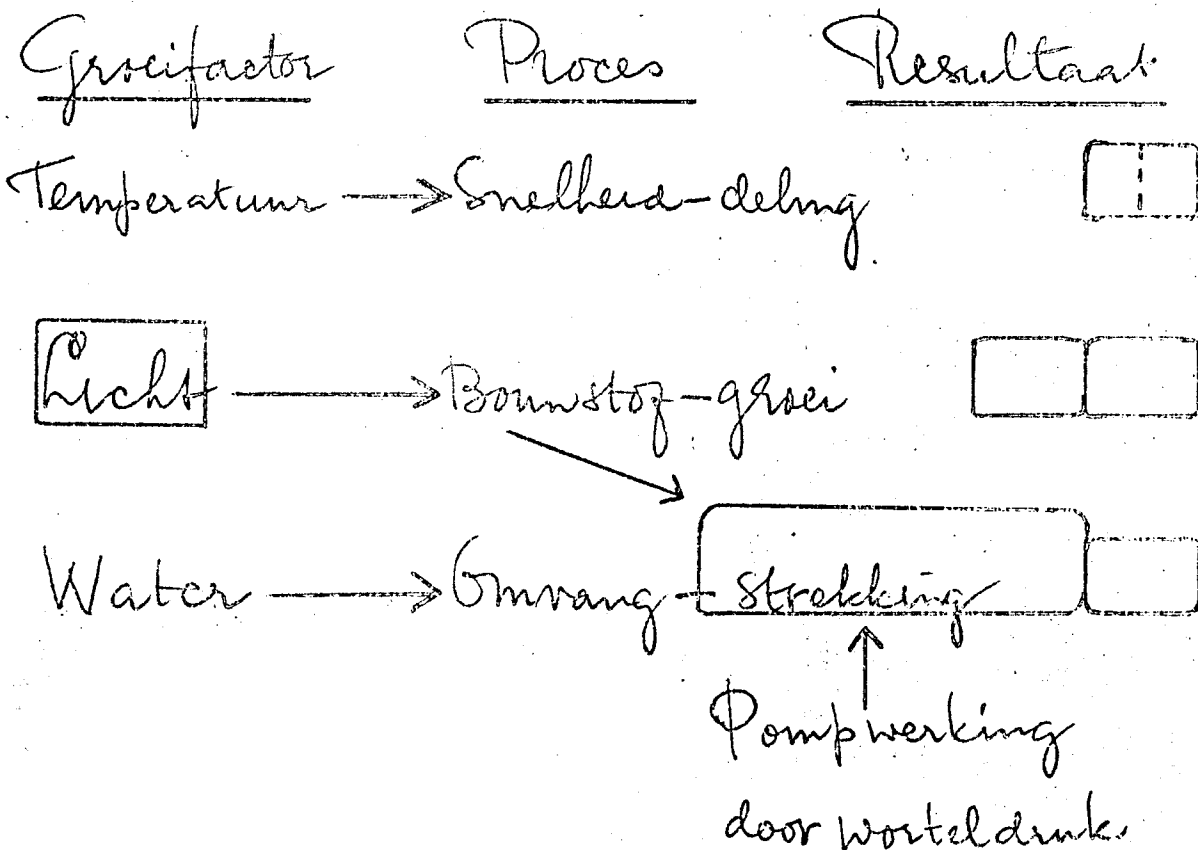 Groeifactor Proces Resultaat
Temperatuur → Snelheid - deling
Licht → Bouwstof - groei
Water → Omvang - strekking
Pompwerking
door worteldruk.